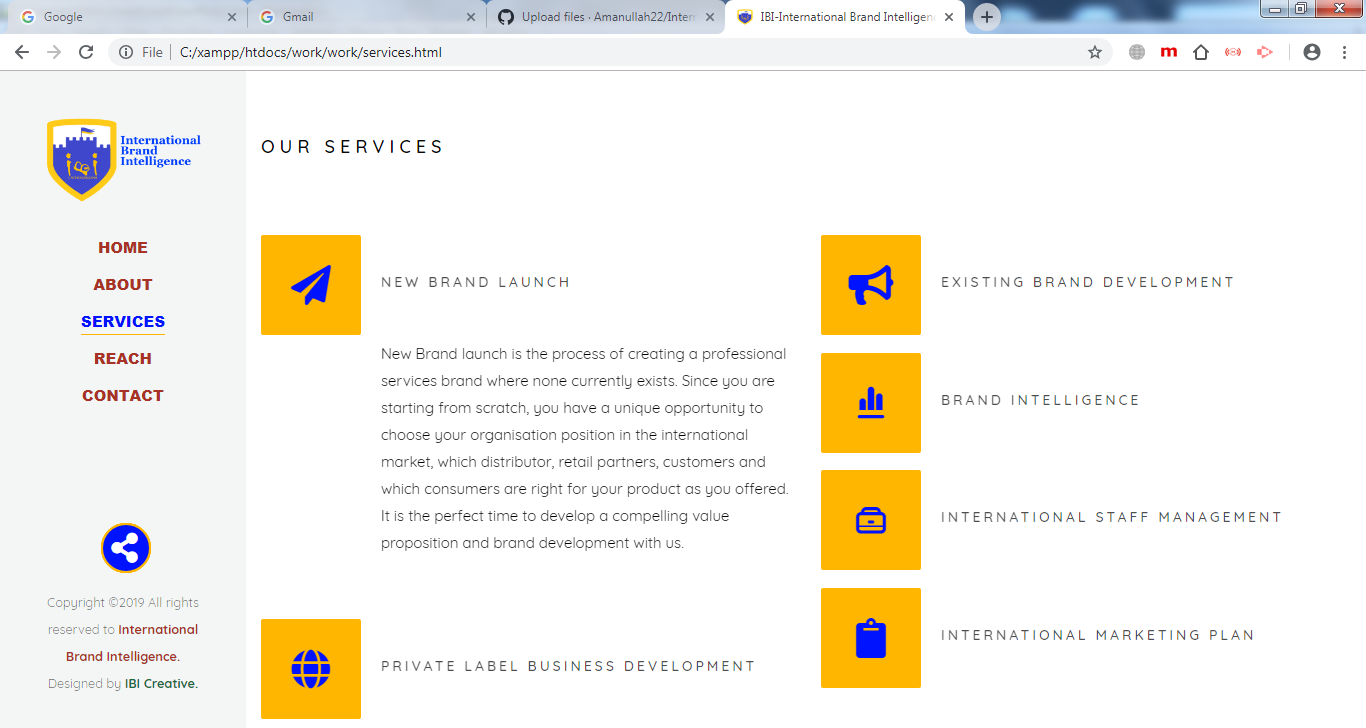 Google
Gmail
Upload files · Amanullah22/Inter
IBI-International Brand Intelligen
File
C:/xampp/htdocs/work/work/services.html
m
International
Brand
Intelligence
HOME
ABOUT
SERVICES
REACH
CONTACT
Copyright ©2019 All rights
reserved to International
Brand Intelligence.
Designed by IBI Creative.
OUR SERVICES
NEW BRAND LAUNCH
New Brand launch is the process of creating a professional
services brand where none currently exists. Since you are
starting from scratch, you have a unique opportunity to
choose your organisation position in the international
market, which distributor, retail partners, customers and
which consumers are right for your product as you offered.
It is the perfect time to develop a compelling value
proposition and brand development with us.
PRIVATE LABEL BUSINESS DEVELOPMENT
EXISTING BRAND DEVELOPMENT
BRAND INTELLIGENCE
INTERNATIONAL STAFF MANAGEMENT
INTERNATIONAL MARKETING PLAN